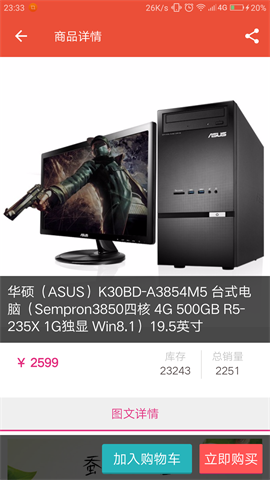 23:33
26K/s 4G 20%
商品详情
ASUS
ASUS
华硕（ASUS）K30BD-A3854M5 台式电
脑（Sempron3850四核 4G 500GB R5-
235X 1G独显 Win8.1）19.5英寸
¥ 2599
库存 总销量
23243 2251
图文详情
加入购物车 立即购买